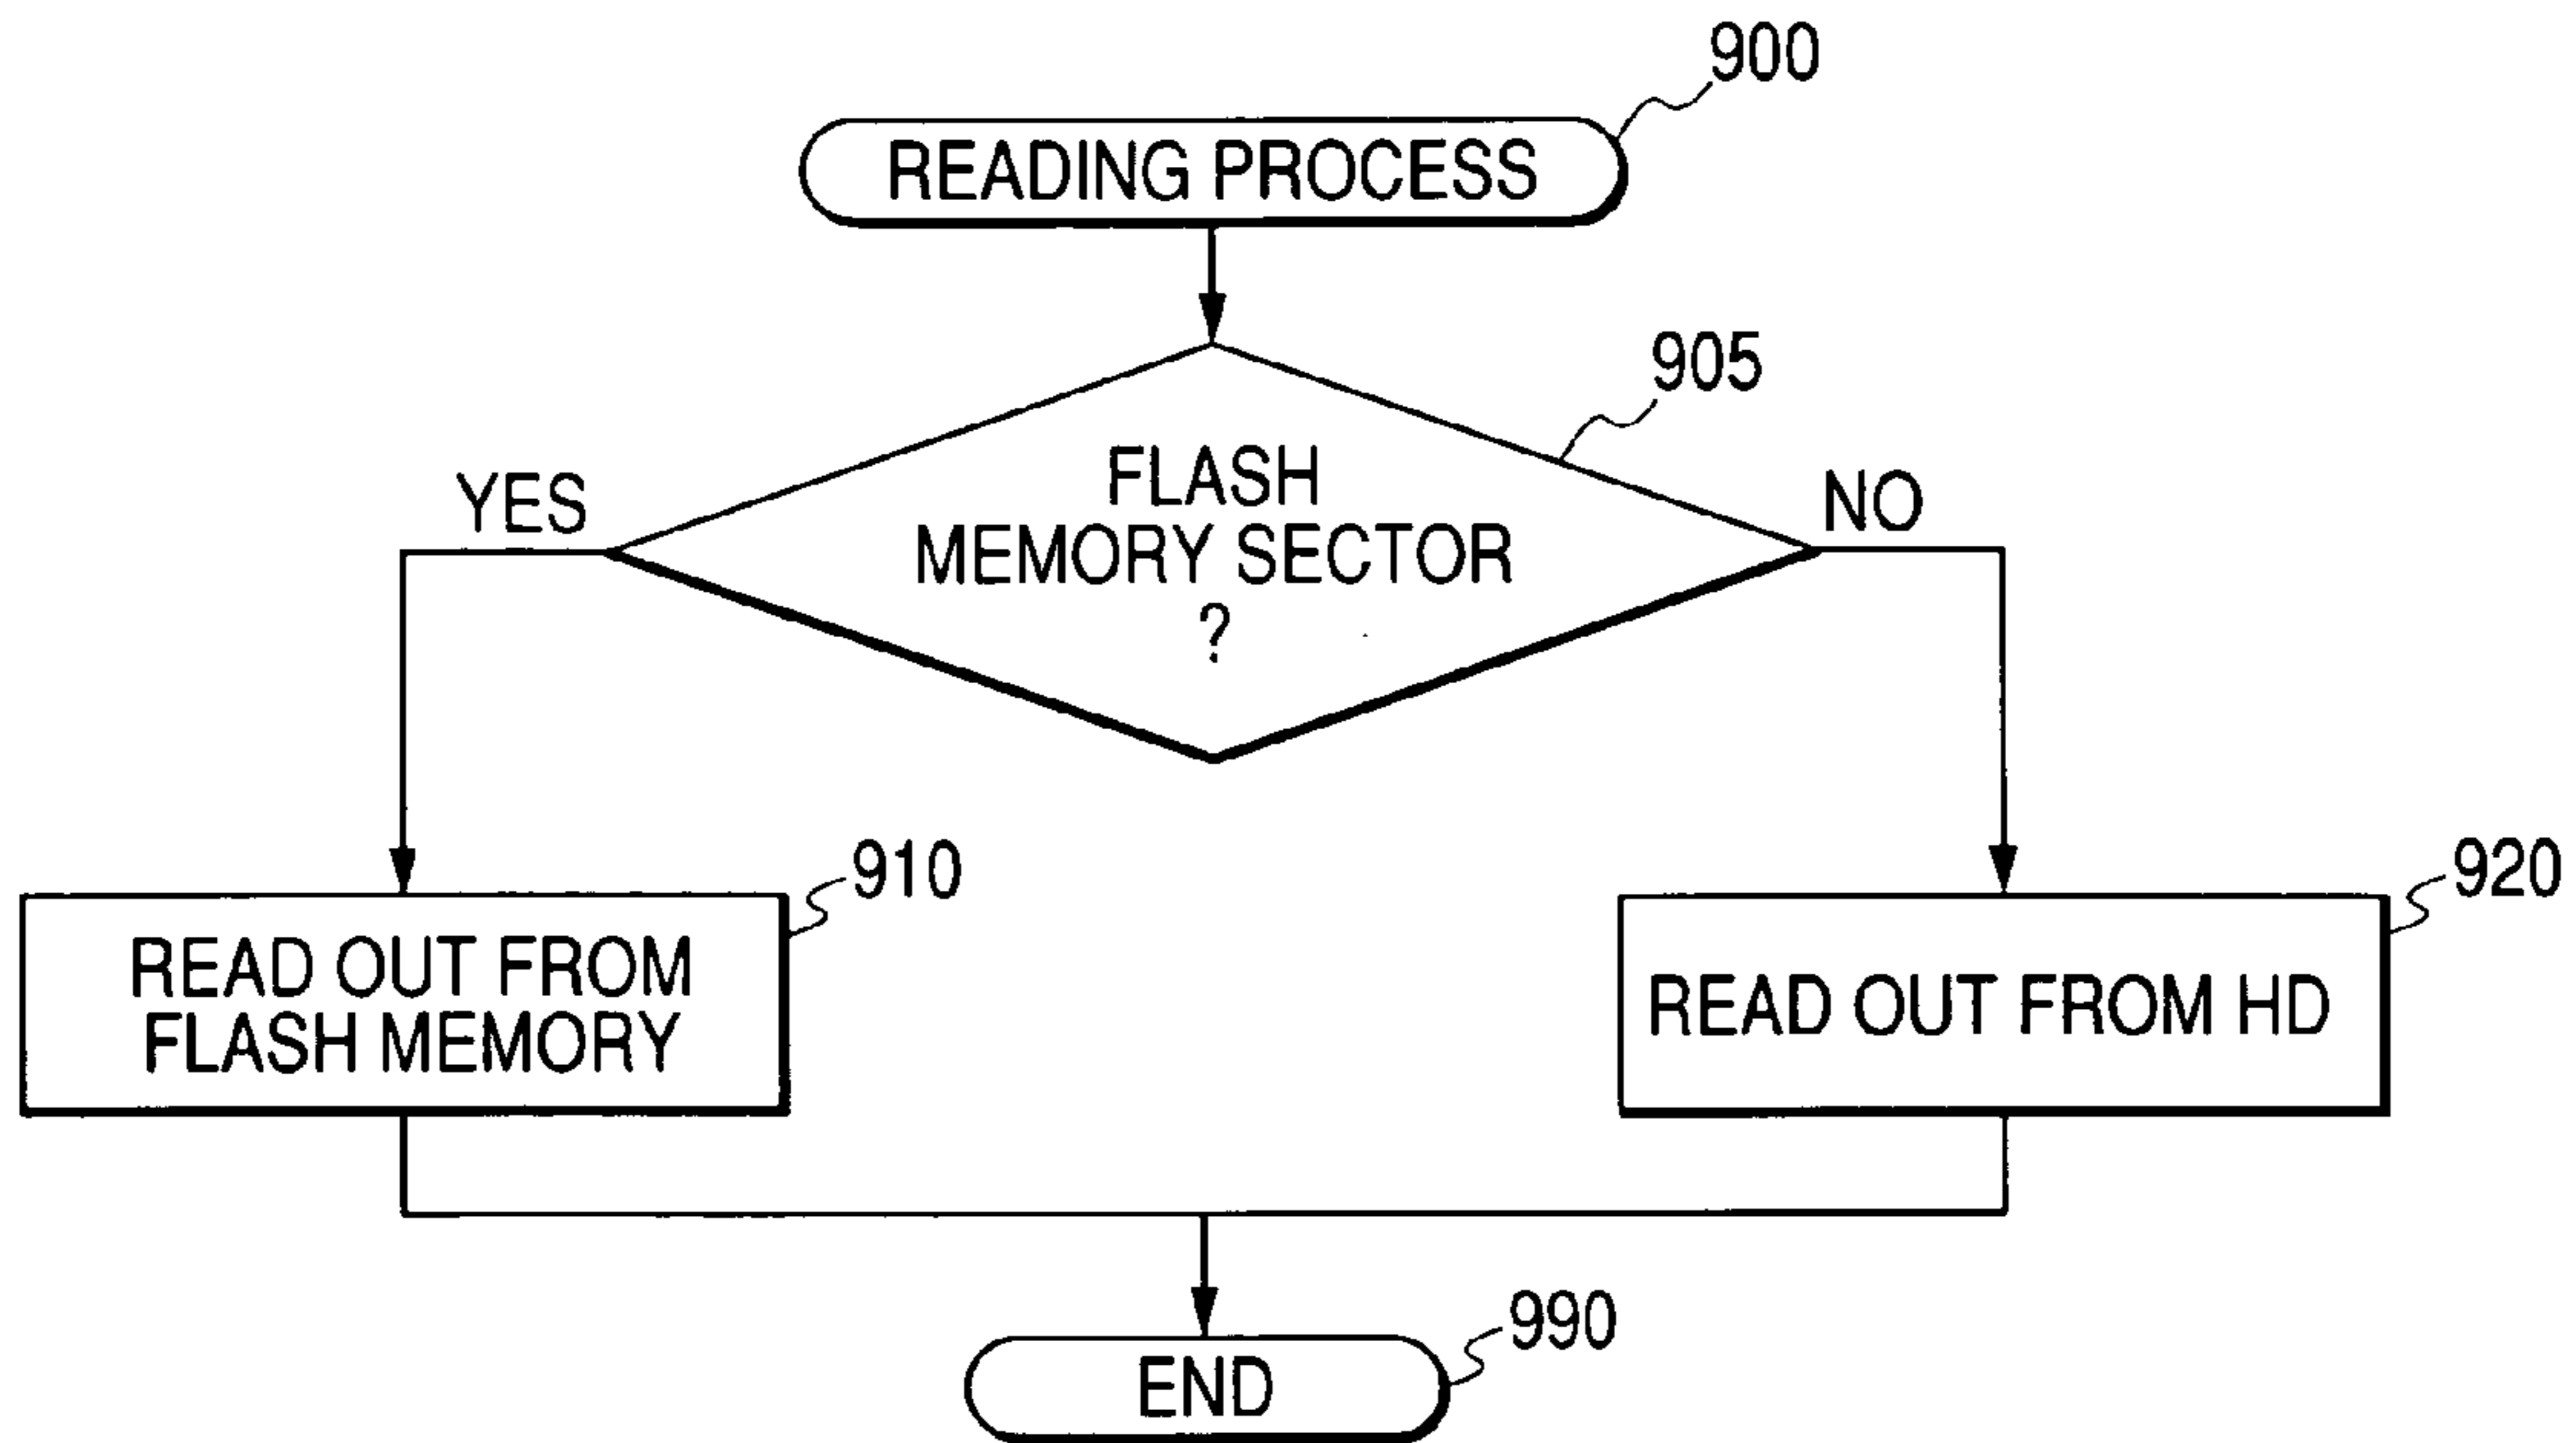 900
READING PROCESS
905
YES
FLASH
MEMORY SECTOR
?
NO
910
READ OUT FROM
FLASH MEMORY
920
READ OUT FROM HD
990
END